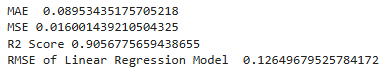 MAE  0.08953435175705218
MSE 0.016001439210504325
R2 Score 0.9056775659438655
RMSE of Linear Regression Model  0.12649679525784172